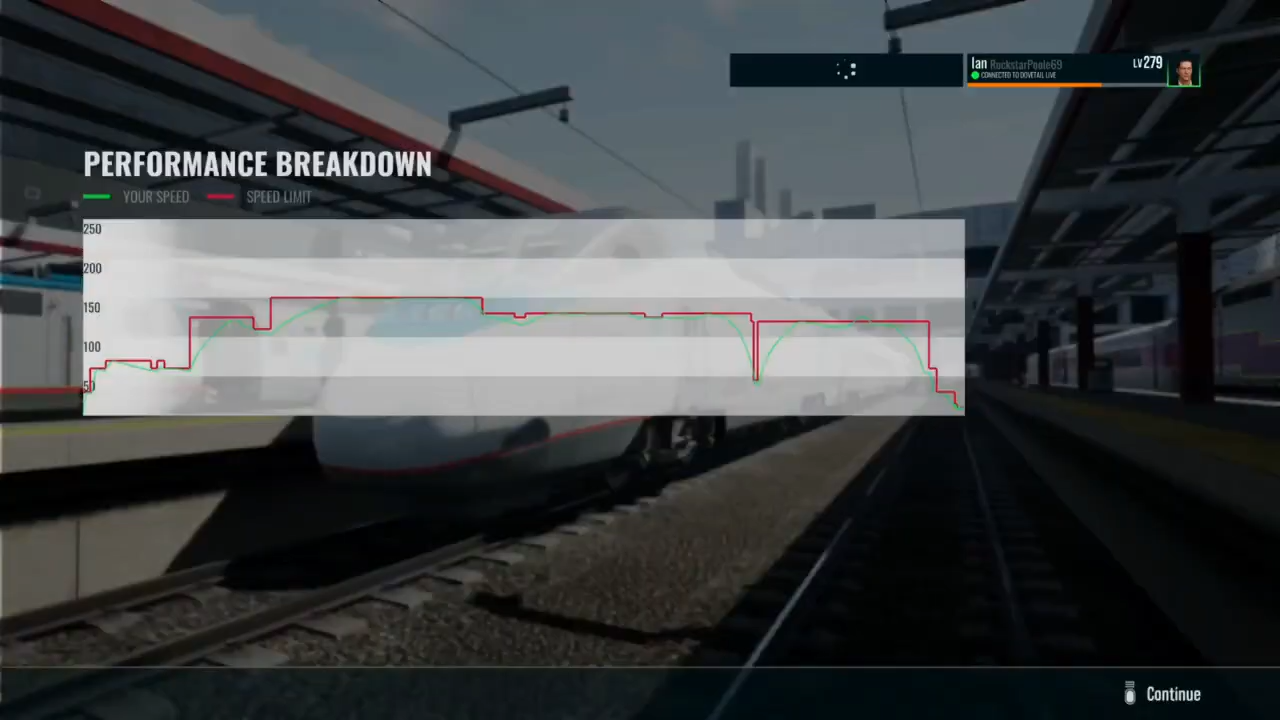 Ian RockstarPoole69 LV279
CONNECTED TO DOVETAIL LIVE
PERFORMANCE BREAKDOWN
YOUR SPEED SPEED LIMIT
250
200
150
100
50
Continue